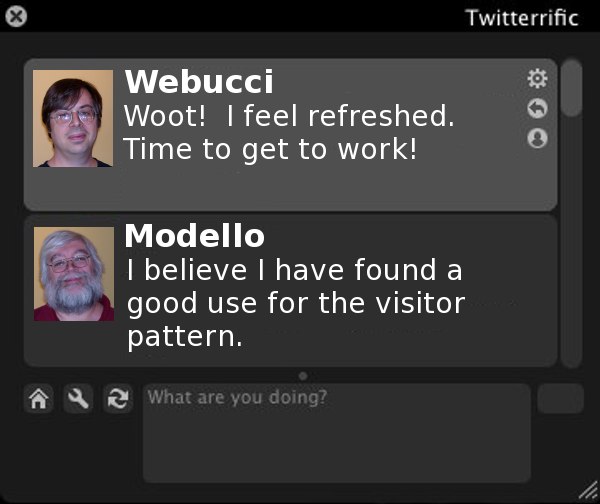 Twitterrific
Webucci
Woot!  I feel refreshed.
Time to get to work!
Modello
I believe I have found a
good use for the visitor
pattern.
What are you doing?